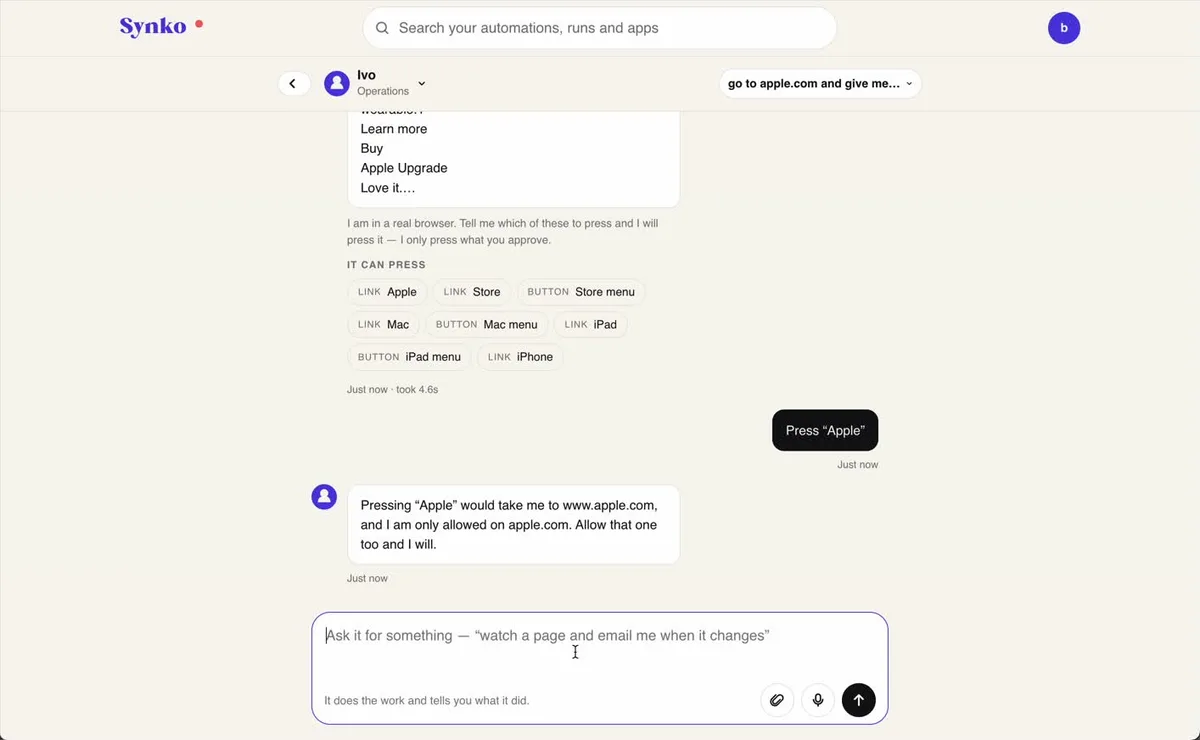 Synko
Search your automations, runs and apps
b
Ivo
Operations
go to apple.com and give me...
Learn more
Buy
Apple Upgrade
Love it.…
I am in a real browser. Tell me which of these to press and I will
press it — I only press what you approve.
IT CAN PRESS
LINK Apple
LINK Store
BUTTON Store menu
LINK Mac
BUTTON Mac menu
LINK iPad
BUTTON iPad menu
LINK iPhone
Just now · took 4.6s
Press “Apple”
Just now
Pressing “Apple” would take me to www.apple.com,
and I am only allowed on apple.com. Allow that one
too and I will.
Just now
Ask it for something — “watch a page and email me when it changes”
It does the work and tells you what it did.